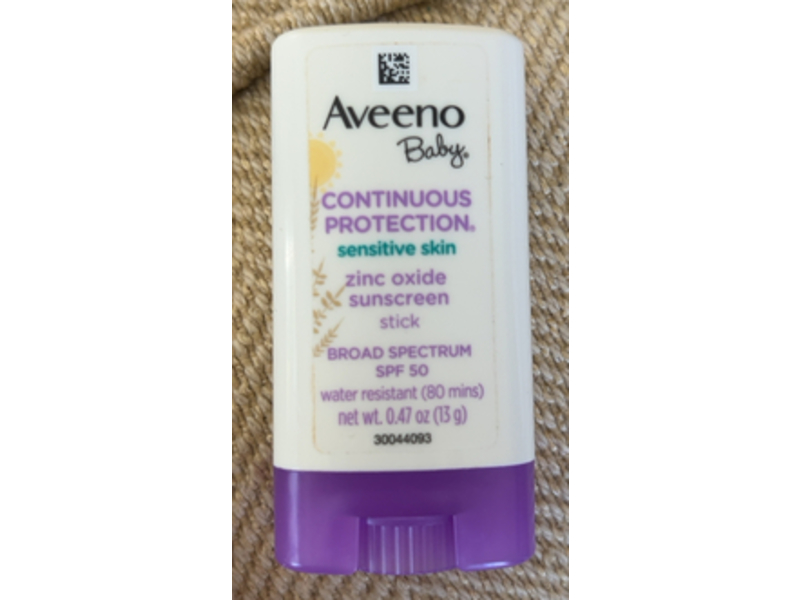 Aveeno
Baby®
CONTINUOUS
PROTECTION®
sensitive skin
zinc oxide
sunscreen
stick
BROAD SPECTRUM
SPF 50
water resistant (80 mins)
net wt. 0.47 oz (13 g)
30044093